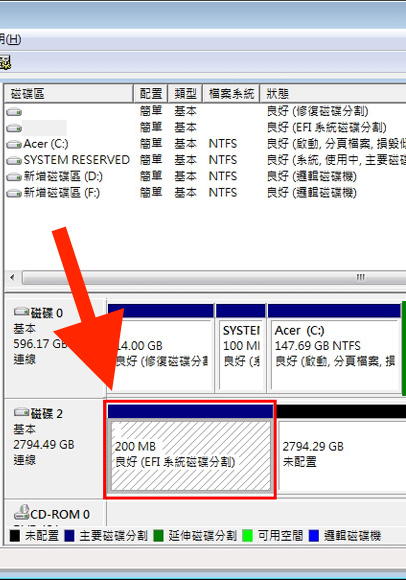 明(H)
磁碟區 配置 類型 檔案系統 狀態
簡單 基本 良好 (修復磁碟分割)
簡單 基本 良好 (EFI 系統磁碟分割)
Acer (C:) 簡單 基本 NTFS 良好 (啟動, 分頁檔案, 損毀傾
SYSTEM RESERVED 簡單 基本 NTFS 良好 (系統, 使用中, 主要磁碟
新增磁碟區 (D:) 簡單 基本 NTFS 良好 (邏輯磁碟機)
新增磁碟區 (F:) 簡單 基本 NTFS 良好 (邏輯磁碟機)
磁碟 0
基本
596.17 GB
連線
14.00 GB
良好 (修復磁碟分割
SYSTEM
100 MB
良好 (系
Acer (C:)
147.69 GB NTFS
良好 (啟動, 分頁檔案, 損
磁碟 2
基本
2794.49 GB
連線
200 MB
良好 (EFI 系統磁碟分割)
2794.29 GB
未配置
CD-ROM 0
未配置 主要磁碟分割 延伸磁碟分割 可用空間 邏輯磁碟機